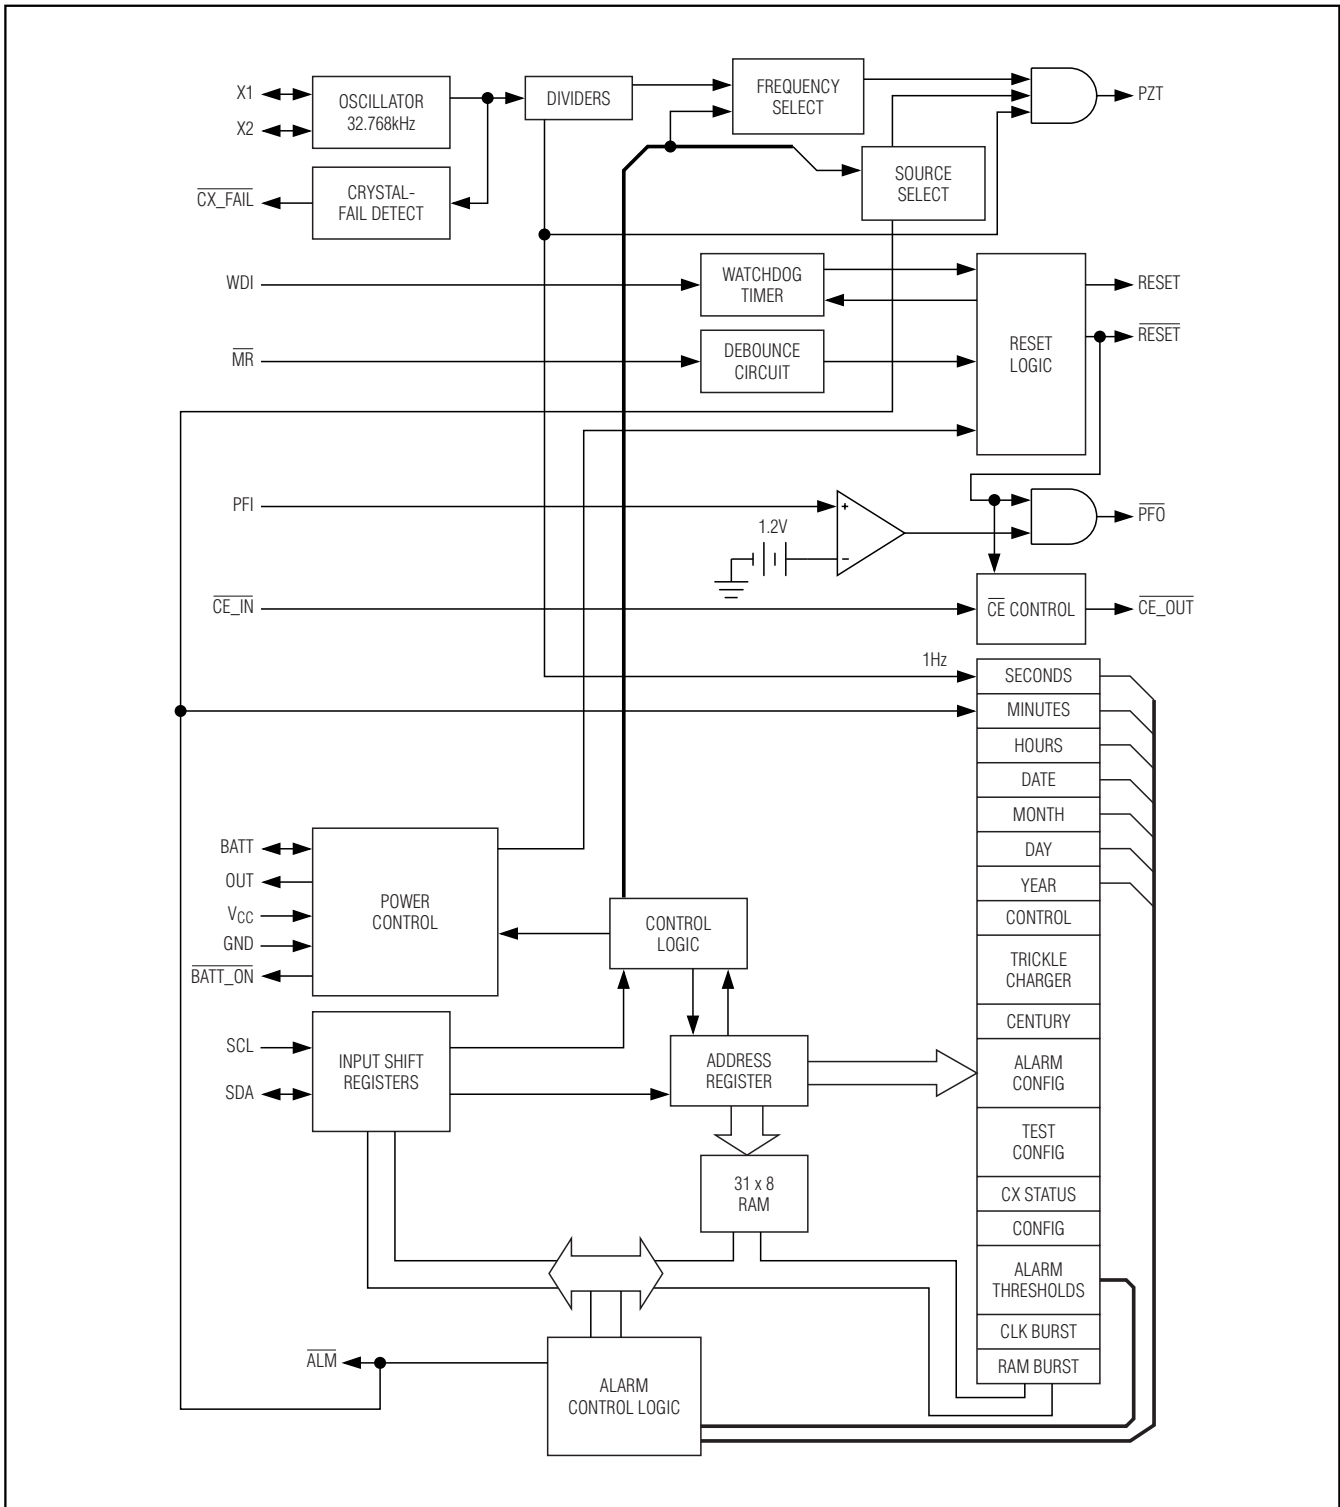 X1
X2
OSCILLATOR
32.768kHz
DIVIDERS
FREQUENCY
SELECT
PZT
CX_FAIL
CRYSTAL-
FAIL DETECT
SOURCE
SELECT
WDI
WATCHDOG
TIMER
RESET
MR
DEBOUNCE
CIRCUIT
RESET
LOGIC
RESET
PFI
+
1.2V
−
PFO
CE_IN
CE CONTROL
CE_OUT
1Hz
SECONDS
MINUTES
HOURS
DATE
MONTH
DAY
YEAR
CONTROL
TRICKLE
CHARGER
CENTURY
ALARM
CONFIG
TEST
CONFIG
CX STATUS
CONFIG
ALARM
THRESHOLDS
CLK BURST
RAM BURST
BATT
OUT
VCC
GND
BATT_ON
POWER
CONTROL
CONTROL
LOGIC
SCL
SDA
INPUT SHIFT
REGISTERS
ADDRESS
REGISTER
31 x 8
RAM
ALM
ALARM
CONTROL LOGIC